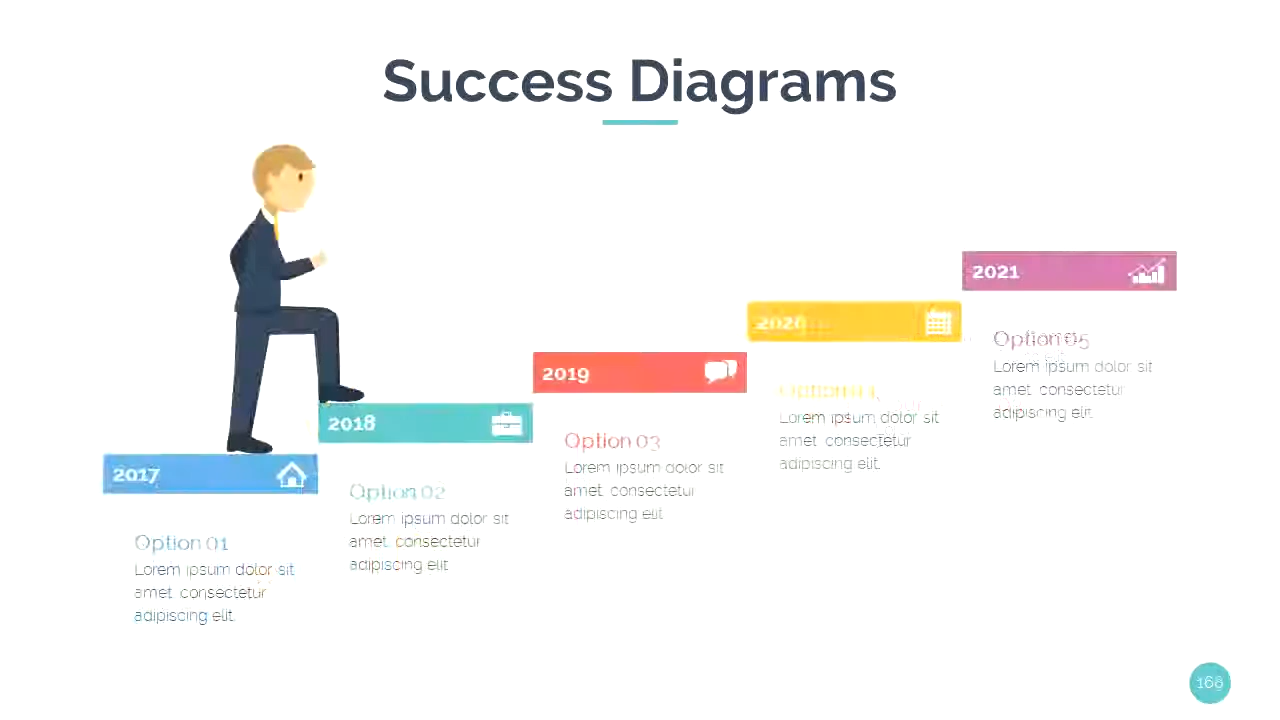 Success Diagrams
2017
Option 01
Lorem ipsum dolor sit
amet, consectetur
adipiscing elit.
2018
Option 02
Lorem ipsum dolor sit
amet, consectetur
adipiscing elit.
2019
Option 03
Lorem ipsum dolor sit
amet, consectetur
adipiscing elit.
2020
Option 04
Lorem ipsum dolor sit
amet, consectetur
adipiscing elit.
2021
Option 05
Lorem ipsum dolor sit
amet, consectetur
adipiscing elit.